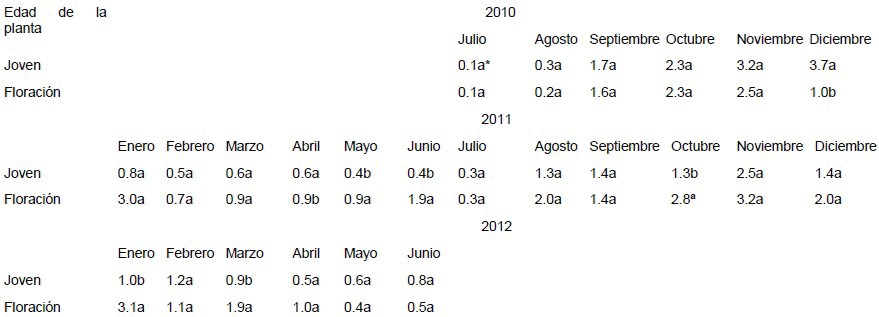 Edad de la 2010
planta
Julio Agosto Septiembre Octubre Noviembre Diciembre
Joven 0.1a* 0.3a 1.7a 2.3a 3.2a 3.7a
Floración 0.1a 0.2a 1.6a 2.3a 2.5a 1.0b
2011
Enero Febrero Marzo Abril Mayo Junio Julio Agosto Septiembre Octubre Noviembre Diciembre
Joven 0.8a 0.5a 0.6a 0.6a 0.4b 0.4b 0.3a 1.3a 1.4a 1.3b 2.5a 1.4a
Floración 3.0a 0.7a 0.9a 0.9b 0.9a 1.9a 0.3a 2.0a 1.4a 2.8ª 3.2a 2.0a
2012
Enero Febrero Marzo Abril Mayo Junio
Joven 1.0b 1.2a 0.9b 0.5a 0.6a 0.8a
Floración 3.1a 1.1a 1.9a 1.0a 0.4a 0.5a